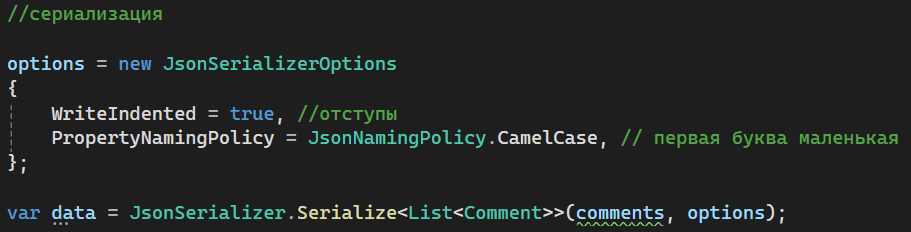 //сериализация
options = new JsonSerializerOptions
{
WriteIndented = true, //отступы
PropertyNamingPolicy = JsonNamingPolicy.CamelCase, // первая буква маленькая
};
var data = JsonSerializer.Serialize<List<Comment>>(comments, options);